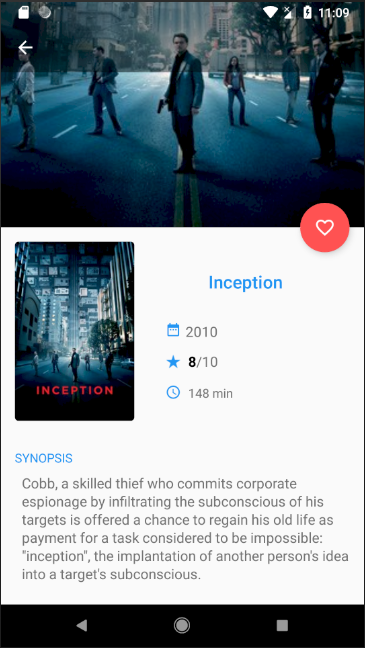 11:09
INCEPTION
Inception
2010
8/10
148 min
SYNOPSIS
Cobb, a skilled thief who commits corporate
espionage by infiltrating the subconscious of his
targets is offered a chance to regain his old life as
payment for a task considered to be impossible:
"inception", the implantation of another person's idea
into a target's subconscious.